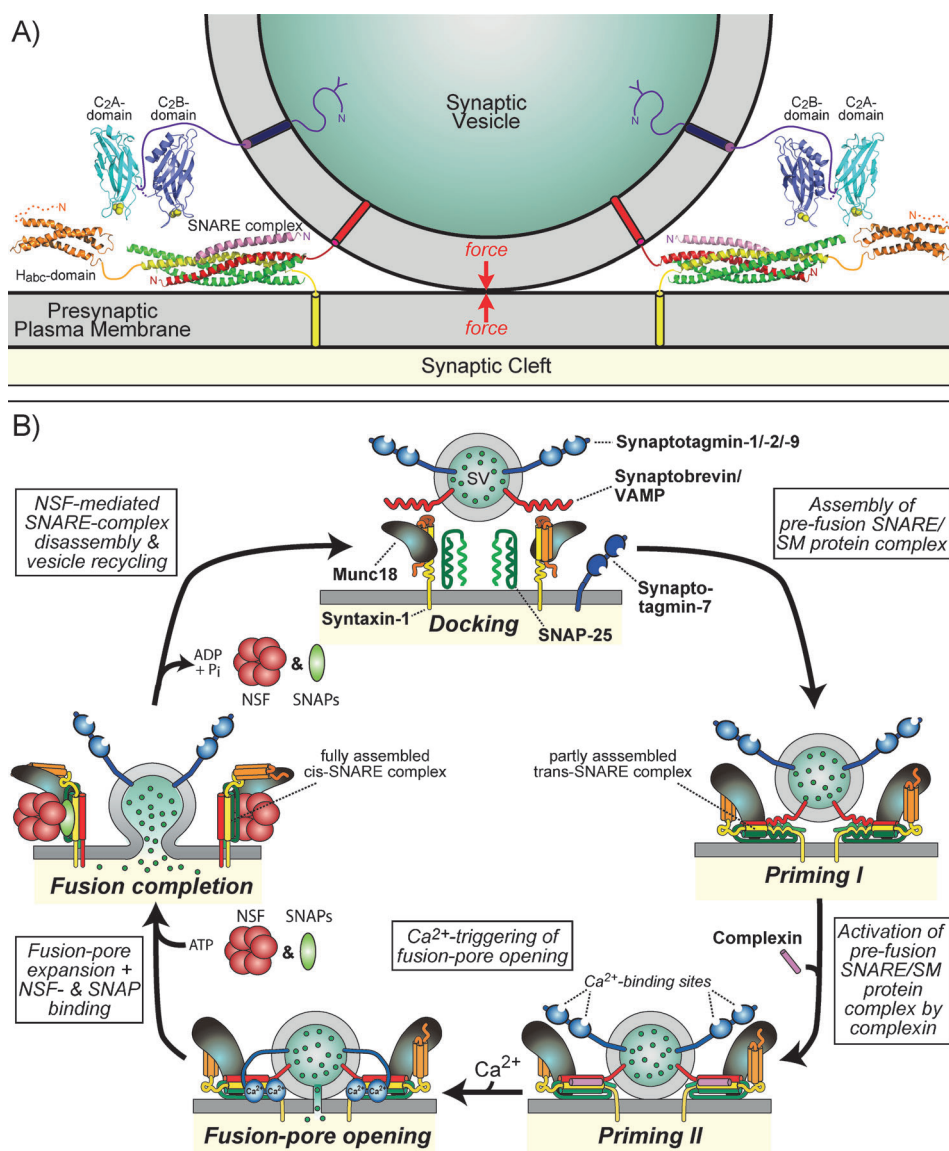 A)
C2A-
domain
C2B-
domain
N
Synaptic
Vesicle
N
C2B-
domain
C2A-
domain
N
SNARE complex
N
Habc-domain
N
force
force
N
N
N
Presynaptic
Plasma Membrane
Synaptic Cleft
B)
NSF-mediated
SNARE-complex
disassembly &
vesicle recycling
SV
Synaptotagmin-1/-2/-9
Synaptobrevin/
VAMP
Assembly of
pre-fusion SNARE/
SM protein complex
Munc18
Syntaxin-1
Docking
SNAP-25
Synapto-
tagmin-7
ADP
+ Pi
&
NSF
SNAPs
fully asssembled
cis-SNARE complex
partly asssembled
trans-SNARE complex
Fusion completion
Priming I
NSF
SNAPs
ATP
&
Fusion-pore
expansion +
NSF- & SNAP
binding
Ca2+-triggering of
fusion-pore opening
Complexin
Activation of
pre-fusion
SNARE/SM
protein
complex by
complexin
Ca2+-binding sites
Ca2+
Ca2+
Ca2+
Ca2+
Ca2+
Fusion-pore opening
Priming II